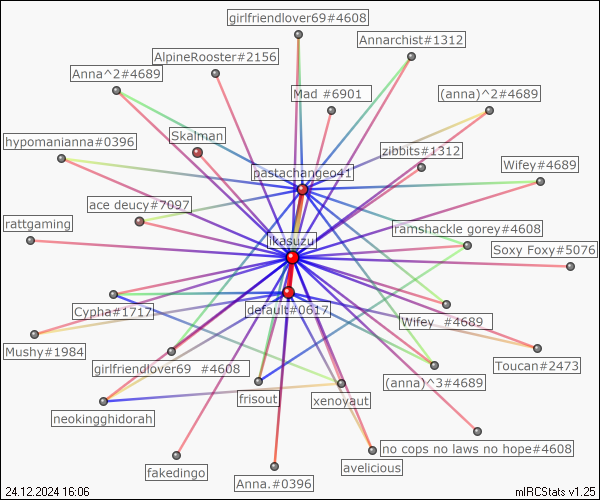 girlfriendlover69#4608
Annarchist#1312
AlpineRooster#2156
Anna^2#4689
Mad #6901
(anna)^2#4689
Skalman
hypomanianna#0396
zibbits#1312
pastachangeo41
Wifey#4689
ace deucy#7097
rattgaming
ramshackle gorey#4608
ikasuzu
Soxy Foxy#5076
Cypha#1717
default#0617
Wifey #4689
Mushy#1984
girlfriendlover69 #4608
Toucan#2473
(anna)^3#4689
frisout
xenoyaut
neokingghidorah
no cops no laws no hope#4608
fakedingo
Anna.#0396
avelicious
24.12.2024 16:06
mIRCStats v1.25